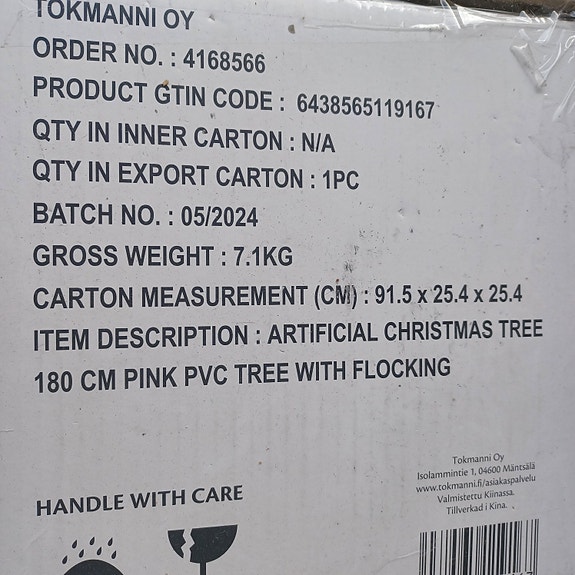 TOKMANNI OY
ORDER NO. : 4168566
PRODUCT GTIN CODE : 6438565119167
QTY IN INNER CARTON : N/A
QTY IN EXPORT CARTON : 1PC
BATCH NO. : 05/2024
GROSS WEIGHT : 7.1KG
CARTON MEASUREMENT (CM) : 91.5 x 25.4 x 25.4
ITEM DESCRIPTION : ARTIFICIAL CHRISTMAS TREE
180 CM PINK PVC TREE WITH FLOCKING
HANDLE WITH CARE
Tokmanni Oy
Isolammintie 1, 04600 Mäntsälä
www.tokmanni.fi/asiakaspalvelu
Valmistettu Kiinassa.
Tillverkad i Kina.